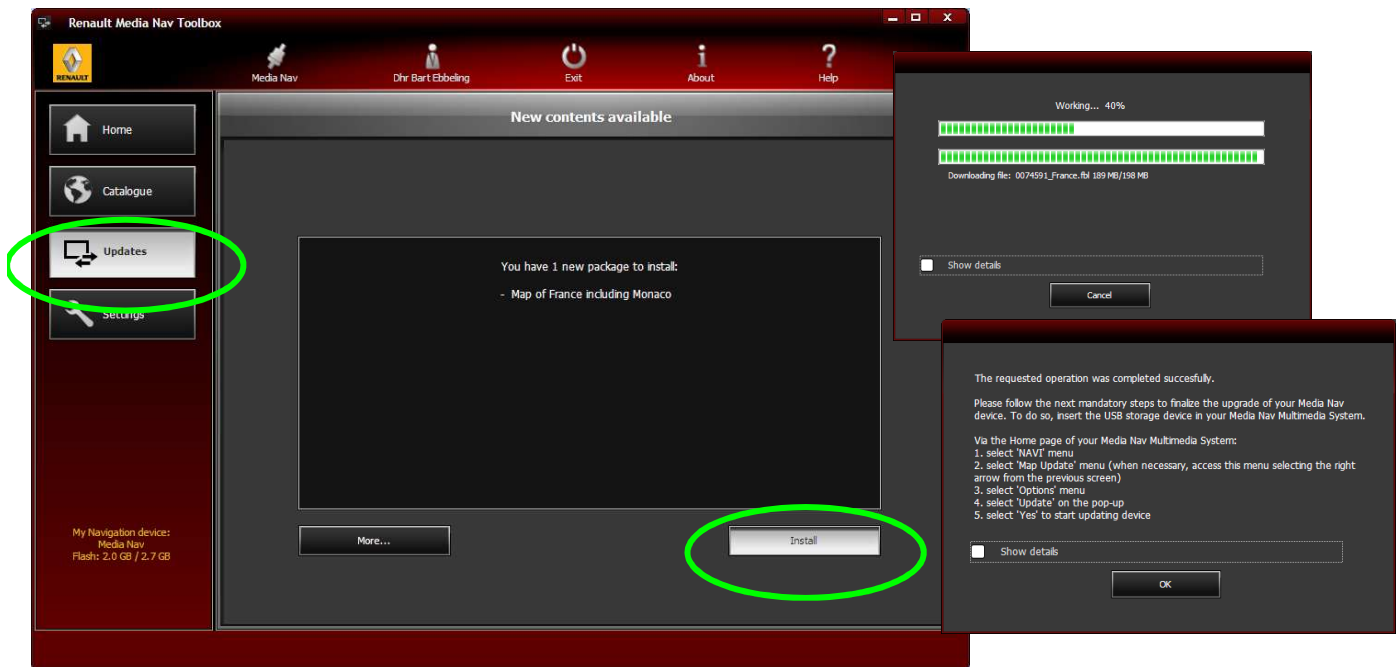 Renault Media Nav Toolbox
RENAULT
Media Nav
Dhr Bart Ebbeling
Exit
About
Help
Home
Catalogue
Updates
Settings
My Navigation device:
Media Nav
Flash: 2.0 GB / 2.7 GB
New contents available
You have 1 new package to install:
- Map of France including Monaco
More...
Install
Working... 40%
Downloading file: 0074591_France.fbl 189 MB/198 MB
Show details
Cancel
The requested operation was completed succesfully.
Please follow the next mandatory steps to finalize the upgrade of your Media Nav
device. To do so, insert the USB storage device in your Media Nav Multimedia System.
Via the Home page of your Media Nav Multimedia System:
1. select 'NAVI' menu
2. select 'Map Update' menu (when necessary, access this menu selecting the right
arrow from the previous screen)
3. select 'Options' menu
4. select 'Update' on the pop-up
5. select 'Yes' to start updating device
Show details
OK